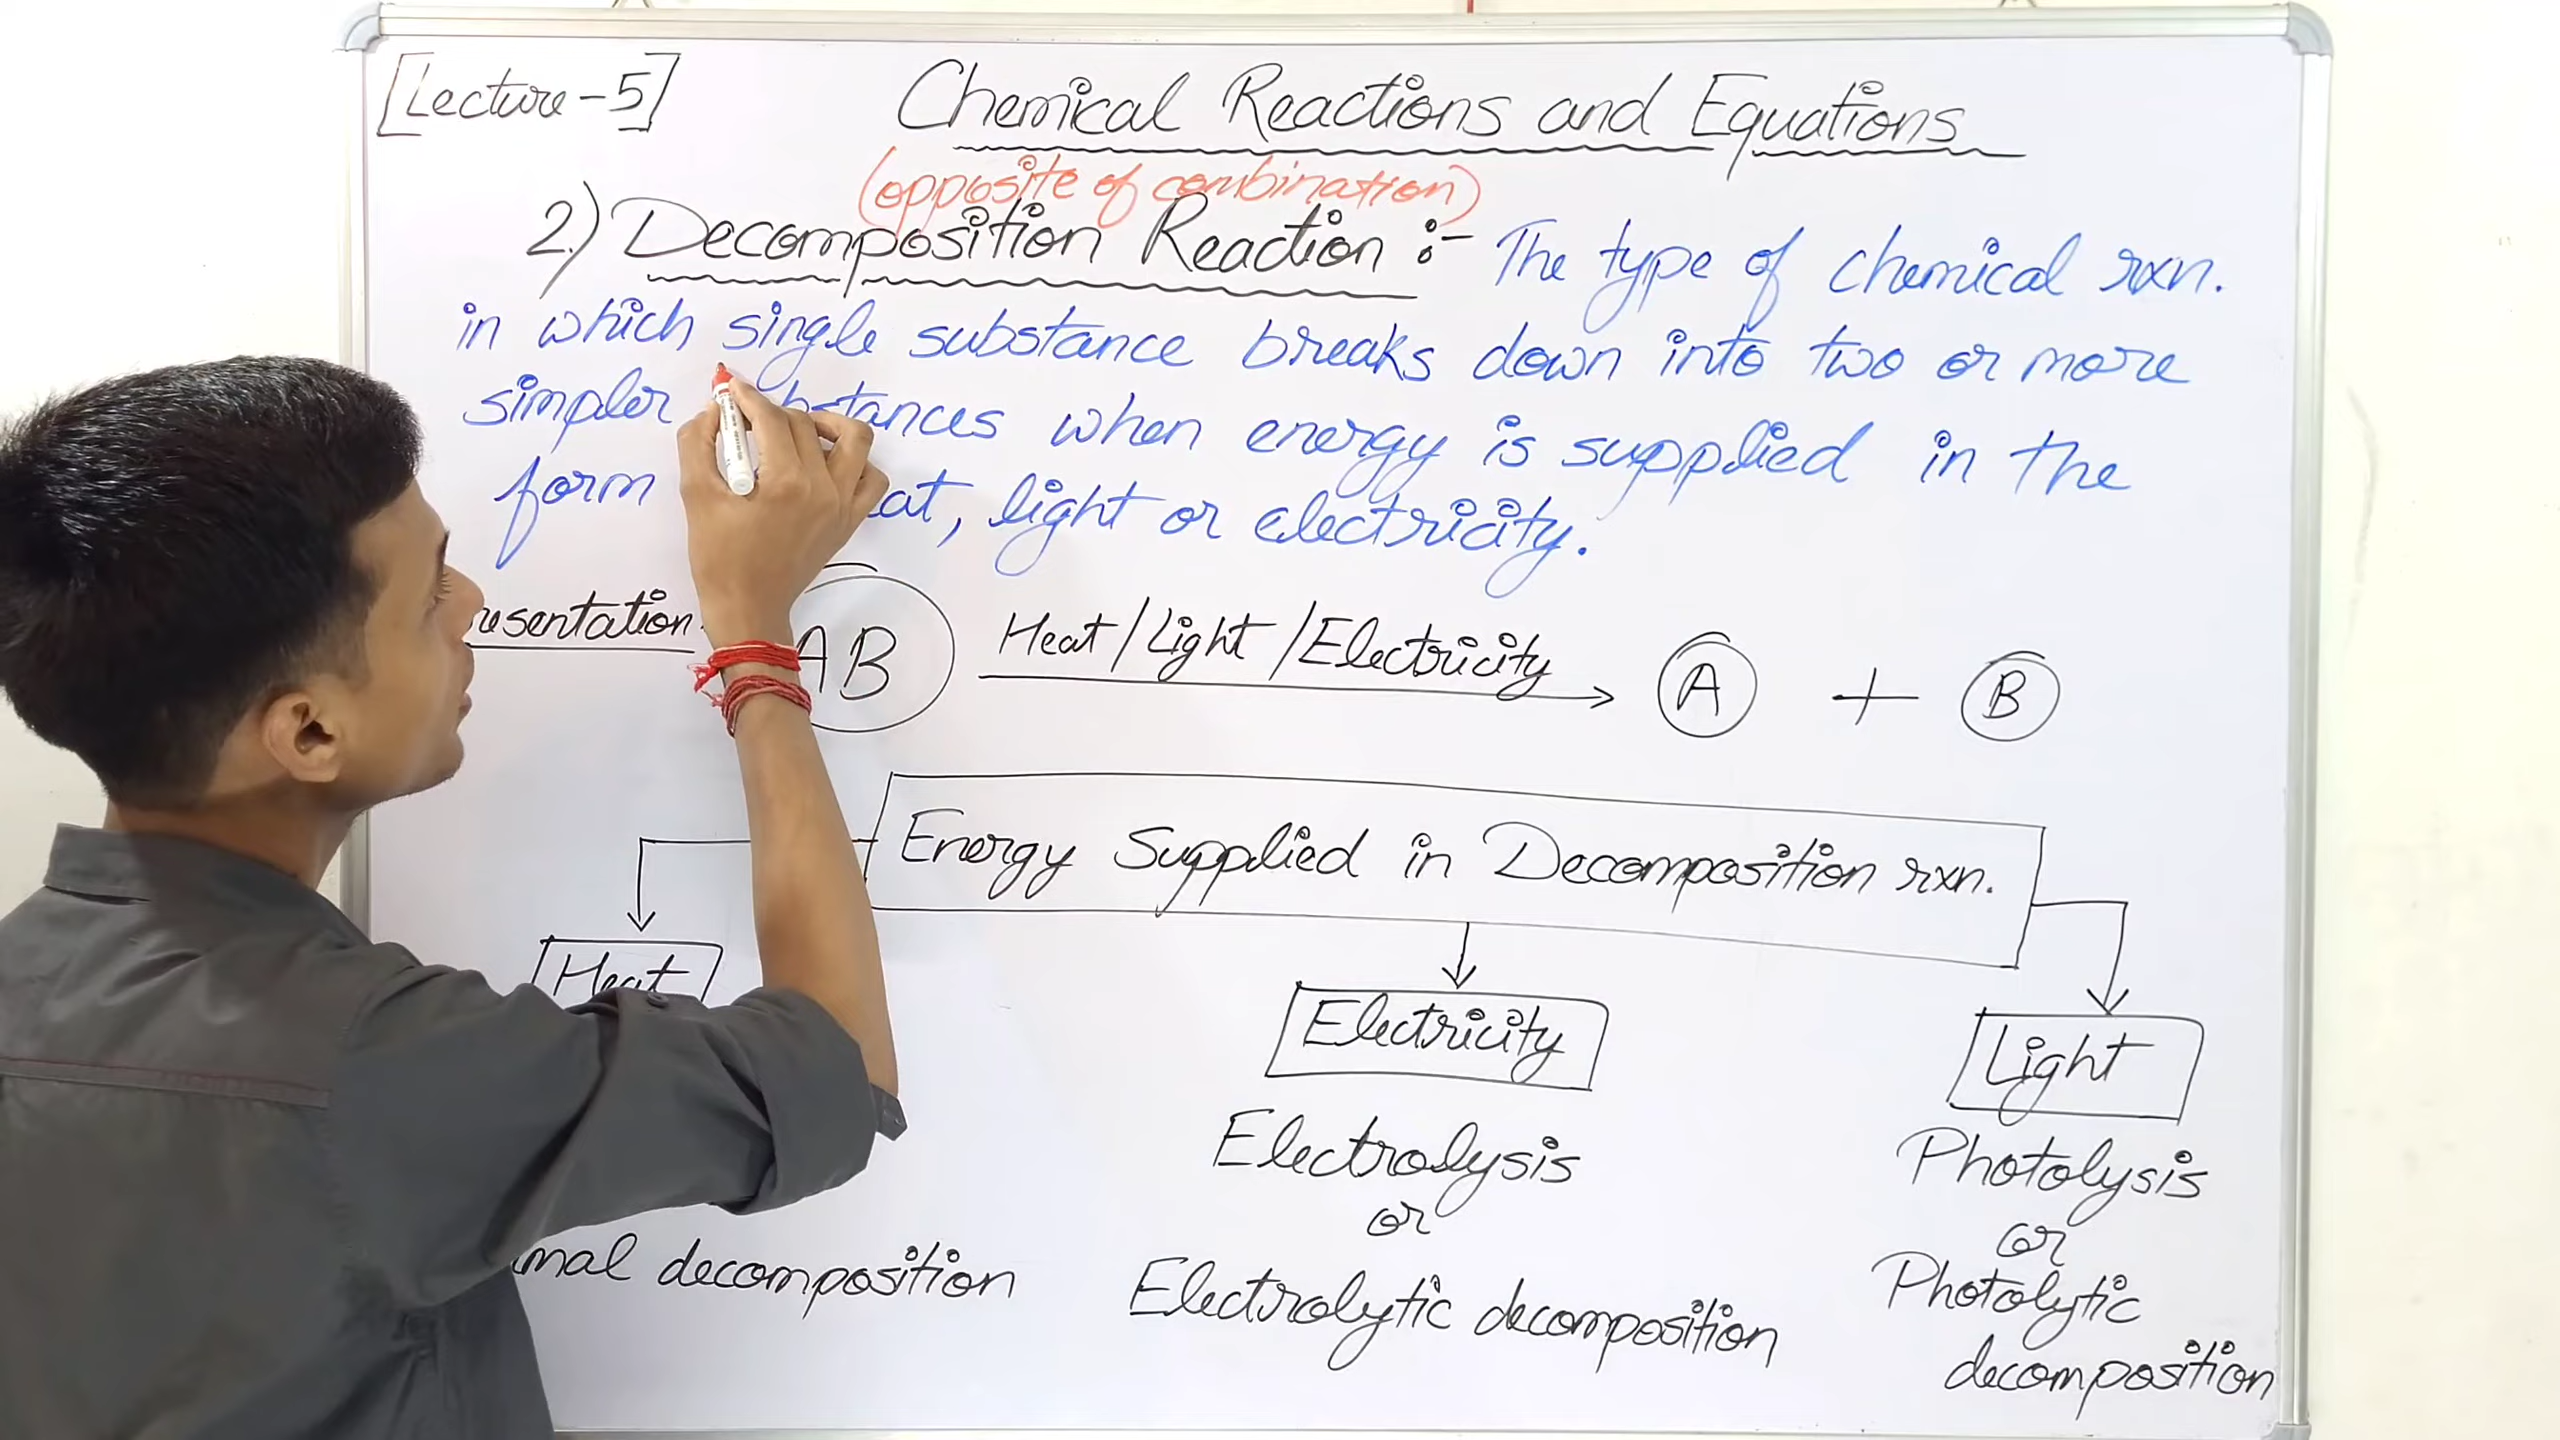 [Lecture-5]
Chemical Reactions and Equations
(opposite of combination)
2) Decomposition Reaction :- The type of chemical rxn.
in which single substance breaks down into two or more
simpler when energy is supplied in the
form light or electricity.
AB Heat/Light/Electricity → A + B
Energy Supplied in Decomposition rxn.
Heat
Electricity
Light
Electrolysis
or
Electrolytic decomposition
Photolysis
or
Photolytic
decomposition
decomposition